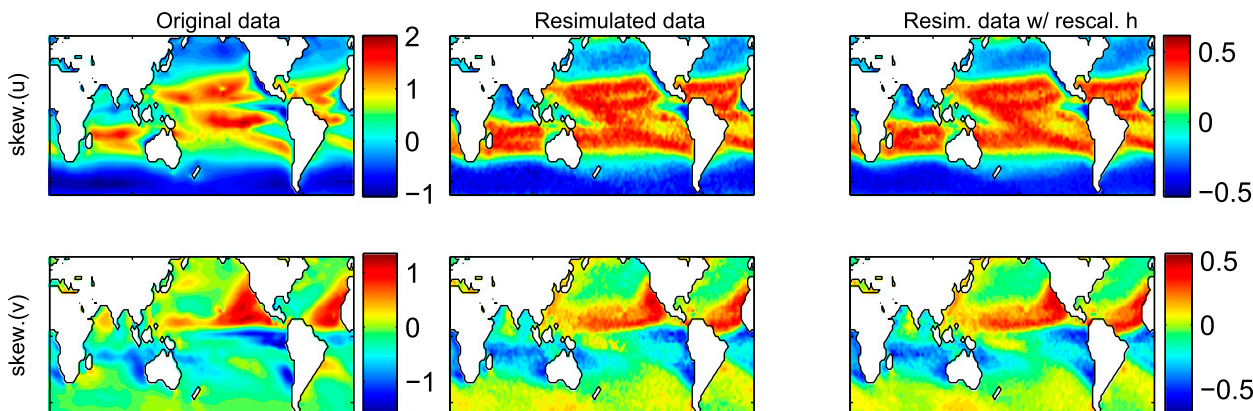 Original data
Resimulated data
Resim. data w/ rescal. h
skew.(u)
2
1
0
−1
0.5
0
−0.5
skew.(v)
1
0
−1
0.5
0
−0.5